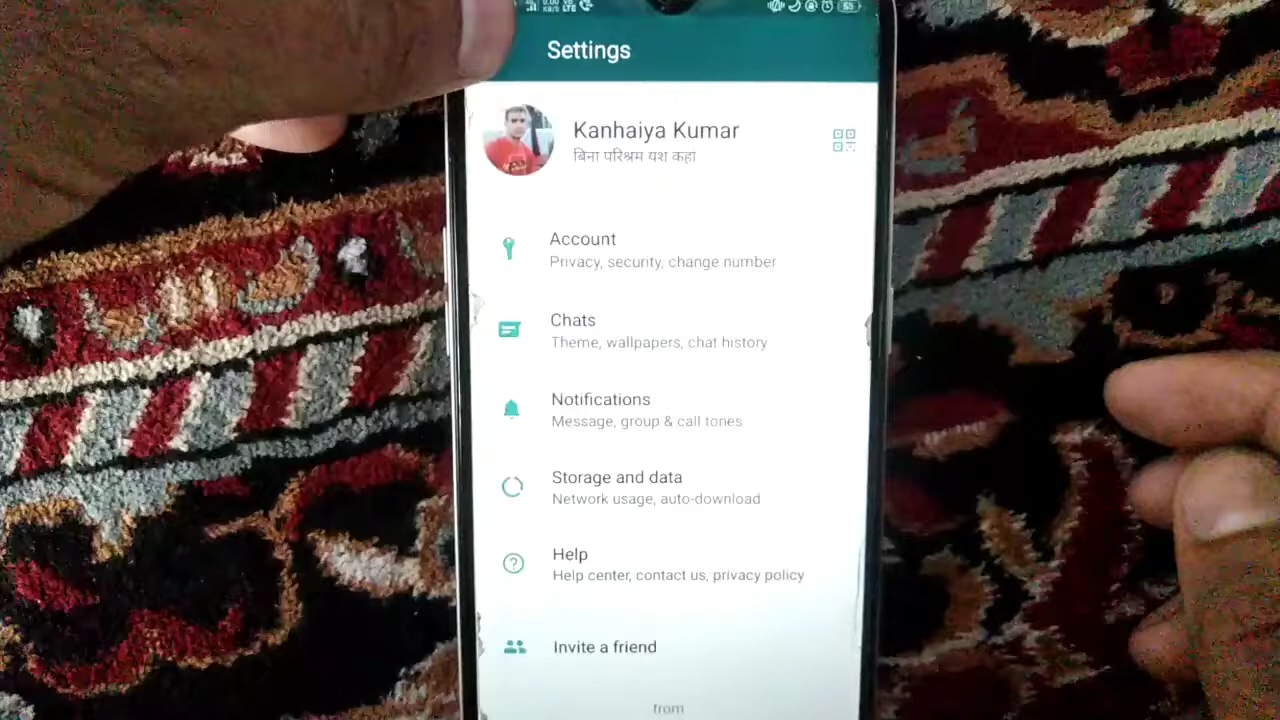 Settings
Kanhaiya Kumar
बिना परिश्रम यश कहा
Account
Privacy, security, change number
Chats
Theme, wallpapers, chat history
Notifications
Message, group & call tones
Storage and data
Network usage, auto-download
Help
Help center, contact us, privacy policy
Invite a friend
from